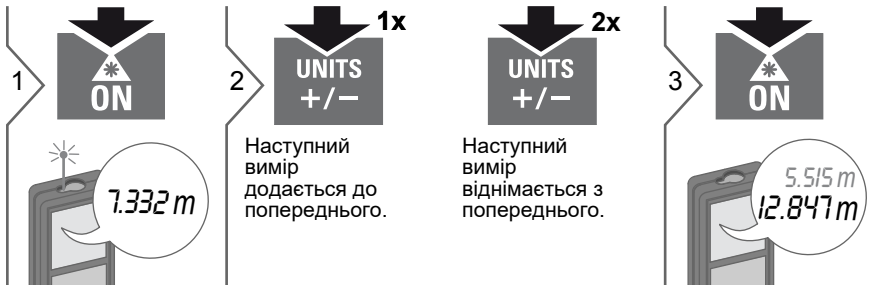 1
ON
7.332 m
2
1x
UNITS
+/−
Наступний
вимір
додається до
попереднього.
2x
UNITS
+/−
Наступний
вимір
віднімається з
попереднього.
3
ON
5.515 m
12.847 m